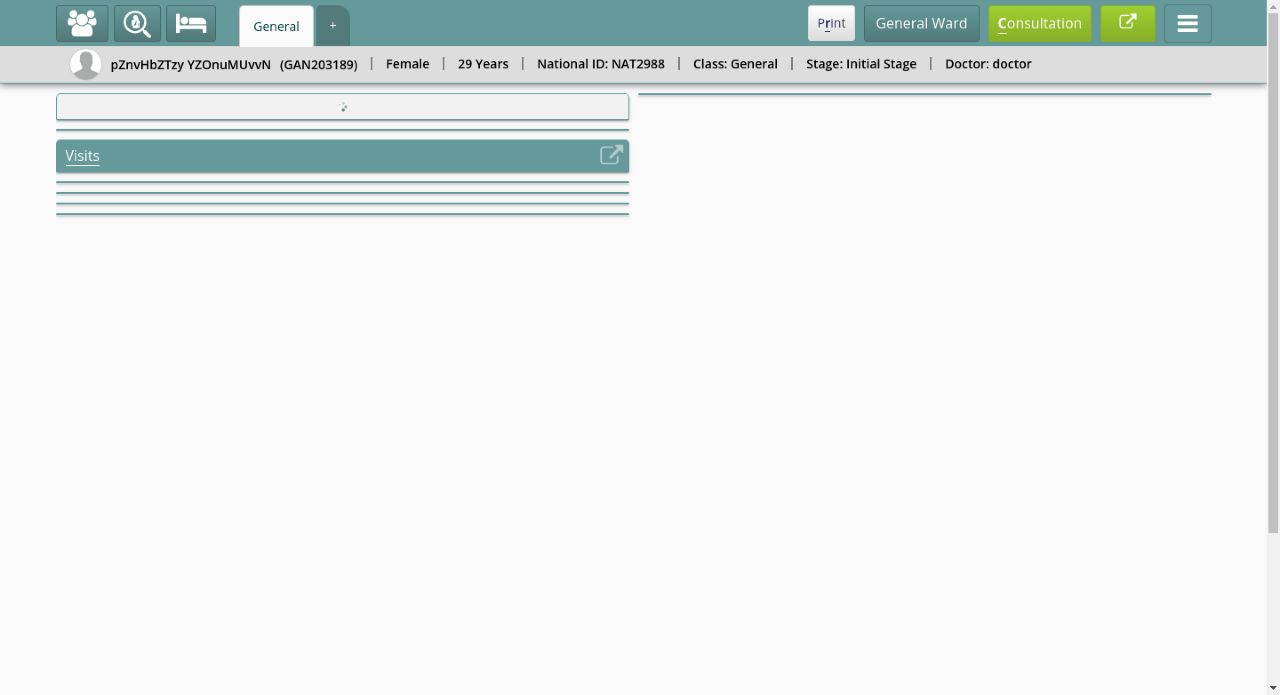 General + Print General Ward Consultation
pZnvHbZTzy YZOnuMUvvN (GAN203189) | Female | 29 Years | National ID: NAT2988 | Class: General | Stage: Initial Stage | Doctor: doctor
Visits